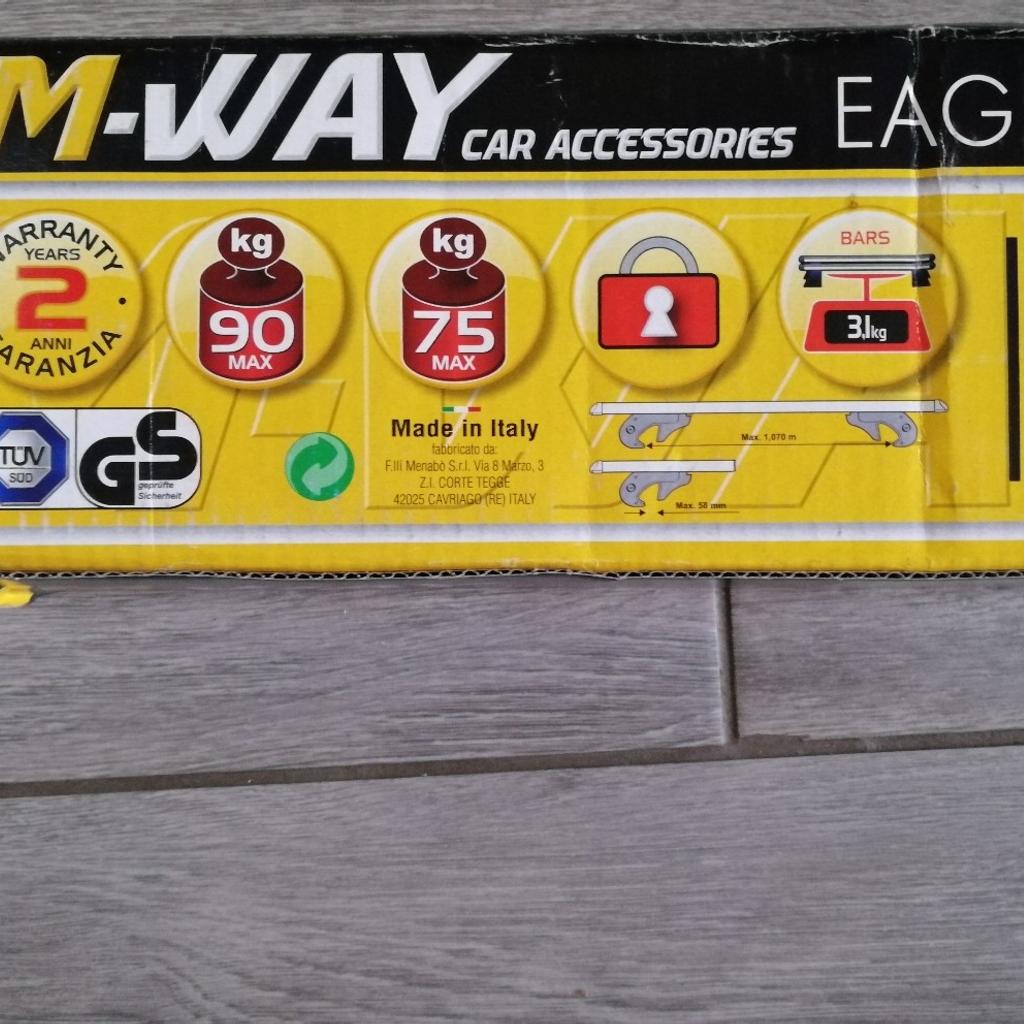 M-WAY CAR ACCESSORIES EAG
WARRANTY
YEARS
2
ANNI
GARANZIA
kg
90
MAX
kg
75
MAX
BARS
3,1kg
TÜV
SÜD
GS
geprüfte
Sicherheit
Made in Italy
fabbricato da:
F.lli Menabò S.r.l. Via 8 Marzo, 3
Z.I. CORTE TEGGE
42025 CAVRIAGO (RE) ITALY
Max. 1,070 m
Max. 58 mm